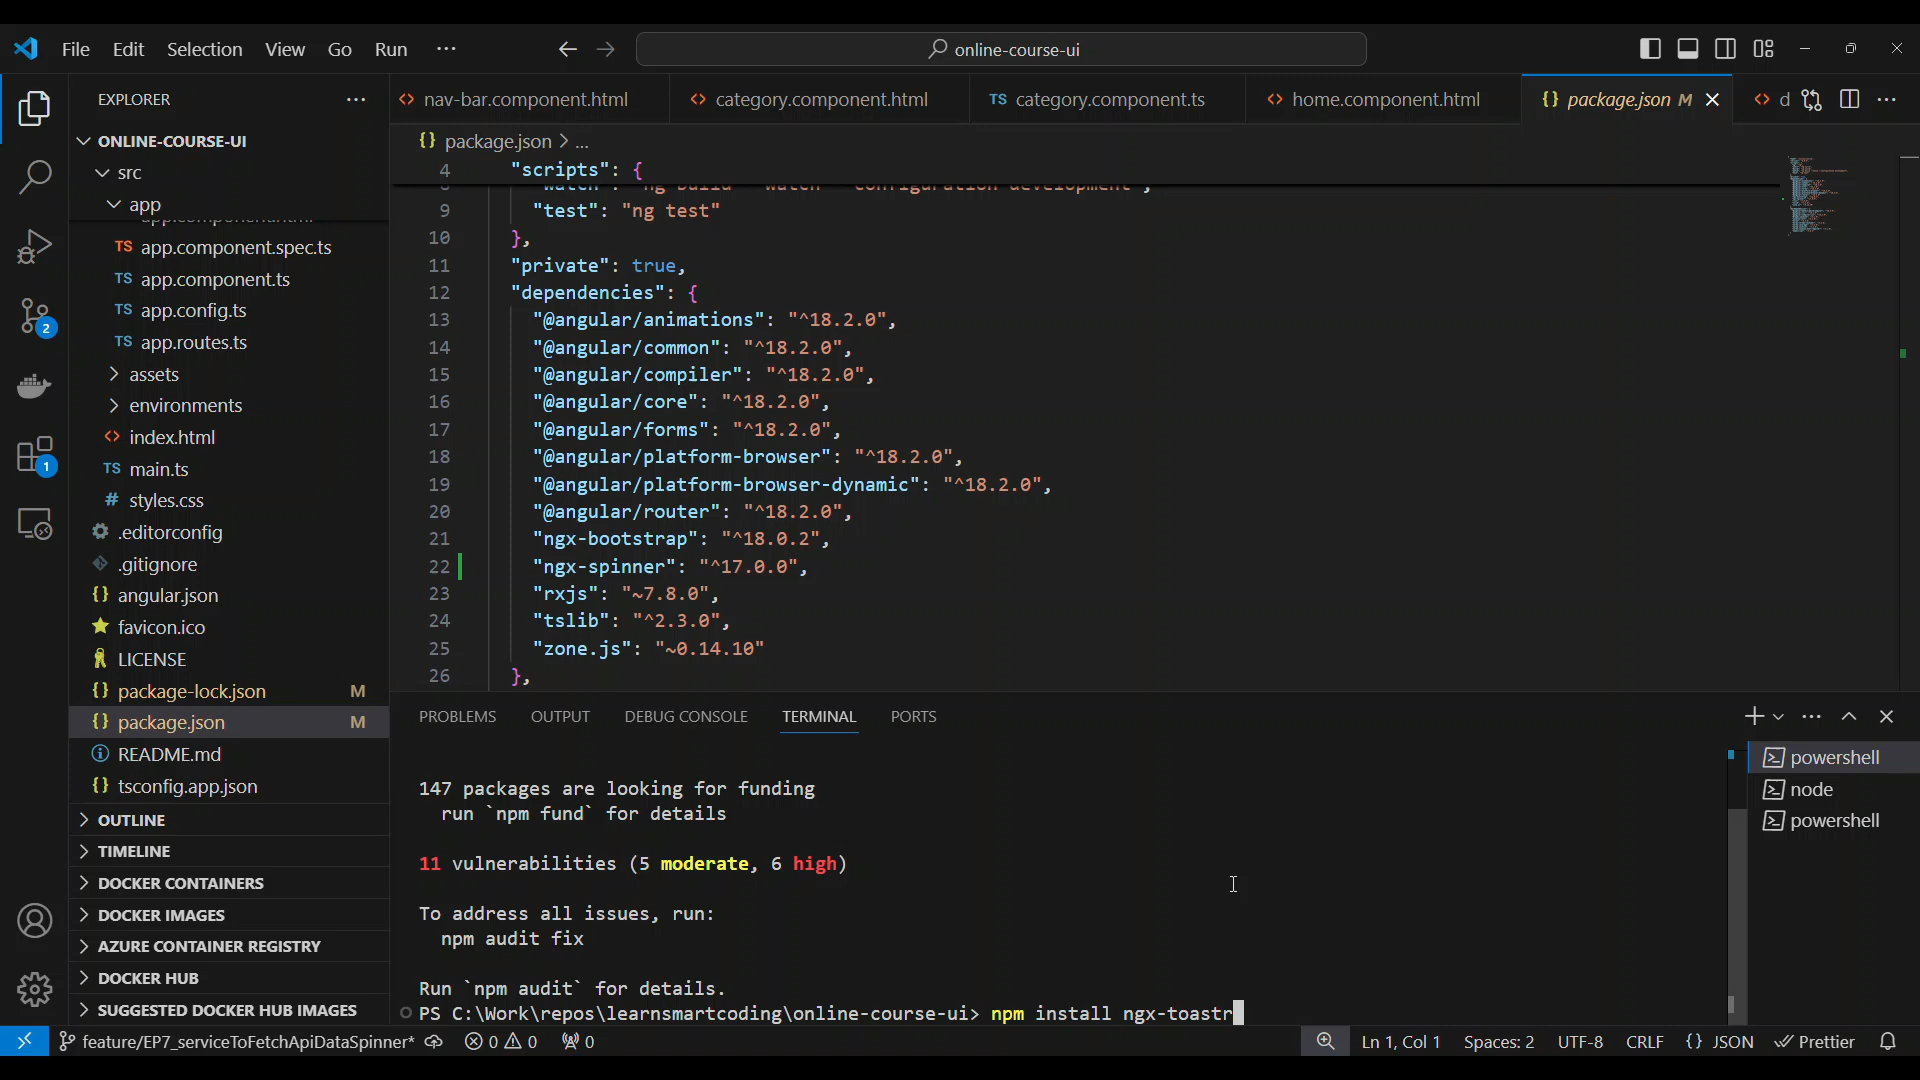 File Edit Selection View Go Run ···
online-course-ui
EXPLORER
nav-bar.component.html
category.component.html
TS category.component.ts
home.component.html
{} package.json M
d
ONLINE-COURSE-UI
src
app
TS app.component.spec.ts
TS app.component.ts
TS app.config.ts
TS app.routes.ts
assets
environments
index.html
TS main.ts
# styles.css
.editorconfig
.gitignore
{} angular.json
favicon.ico
LICENSE
{} package-lock.json M
{} package.json M
README.md
{} tsconfig.app.json
OUTLINE
TIMELINE
DOCKER CONTAINERS
DOCKER IMAGES
AZURE CONTAINER REGISTRY
DOCKER HUB
SUGGESTED DOCKER HUB IMAGES
2
1
{} package.json > ...
4 "scripts": {
9 "test": "ng test"
10 },
11 "private": true,
12 "dependencies": {
13 "@angular/animations": "^18.2.0",
14 "@angular/common": "^18.2.0",
15 "@angular/compiler": "^18.2.0",
16 "@angular/core": "^18.2.0",
17 "@angular/forms": "^18.2.0",
18 "@angular/platform-browser": "^18.2.0",
19 "@angular/platform-browser-dynamic": "^18.2.0",
20 "@angular/router": "^18.2.0",
21 "ngx-bootstrap": "^18.0.2",
22 "ngx-spinner": "^17.0.0",
23 "rxjs": "~7.8.0",
24 "tslib": "^2.3.0",
25 "zone.js": "~0.14.10"
26 },
PROBLEMS OUTPUT DEBUG CONSOLE TERMINAL PORTS
147 packages are looking for funding
run `npm fund` for details
11 vulnerabilities (5 moderate, 6 high)
To address all issues, run:
npm audit fix
Run `npm audit` for details.
PS C:\Work\repos\learnsmartcoding\online-course-ui> npm install ngx-toastr
powershell
node
powershell
feature/EP7_serviceToFetchApiDataSpinner* 0 0 0
Ln 1, Col 1 Spaces: 2 UTF-8 CRLF {} JSON Prettier